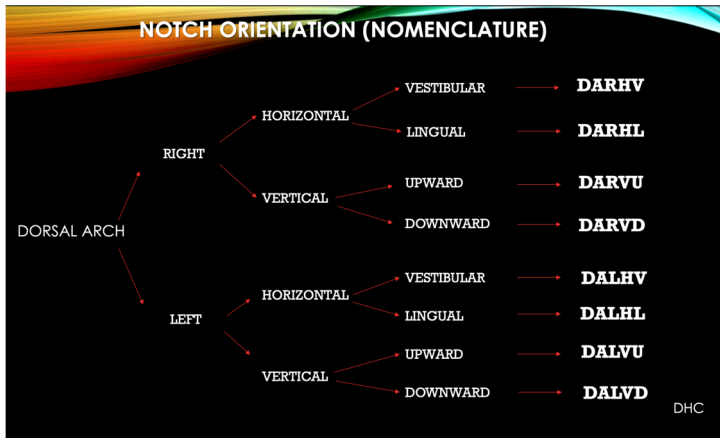 NOTCH ORIENTATION (NOMENCLATURE)
VESTIBULAR DARHV
HORIZONTAL
LINGUAL DARHL
RIGHT
UPWARD DARVU
VERTICAL
DOWNWARD DARVD
DORSAL ARCH
VESTIBULAR DALHV
HORIZONTAL
LINGUAL DALHL
LEFT
UPWARD DALVU
VERTICAL
DOWNWARD DALVD
DHC